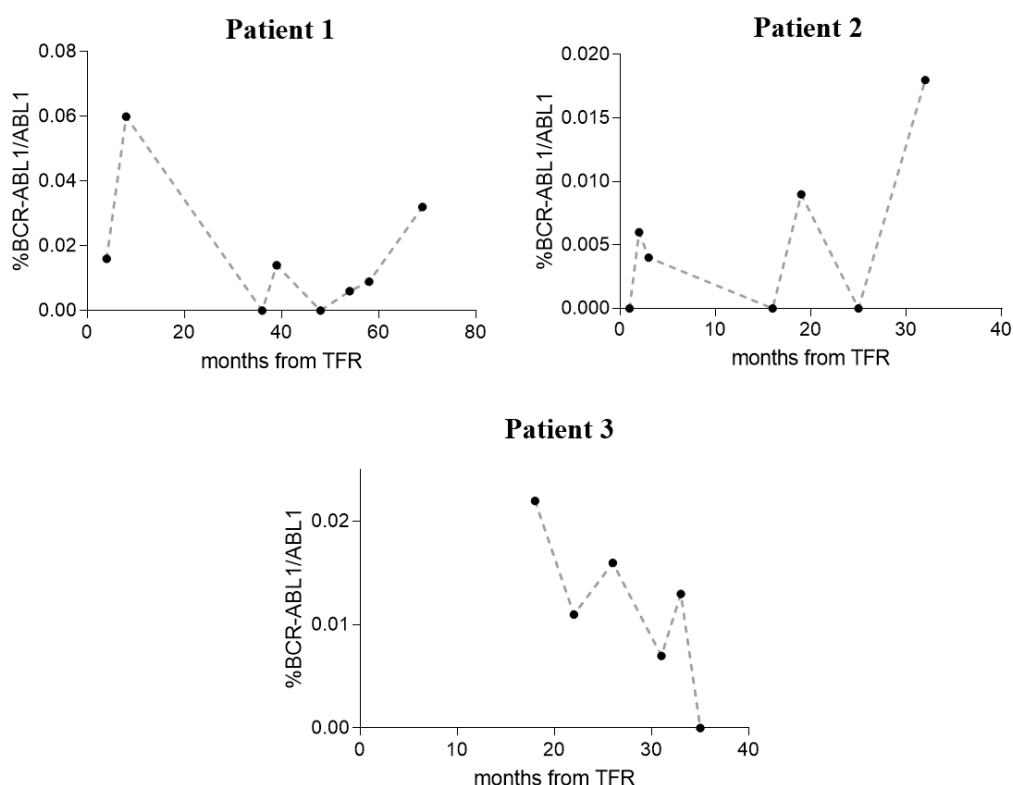 Patient 1
0.08
0.06
0.04
0.02
0.00
%BCR-ABL1/ABL1
0 20 40 60 80
months from TFR
Patient 2
0.020
0.015
0.010
0.005
0.000
%BCR-ABL1/ABL1
0 10 20 30 40
months from TFR
Patient 3
0.02
0.01
0.00
%BCR-ABL1/ABL1
0 10 20 30 40
months from TFR